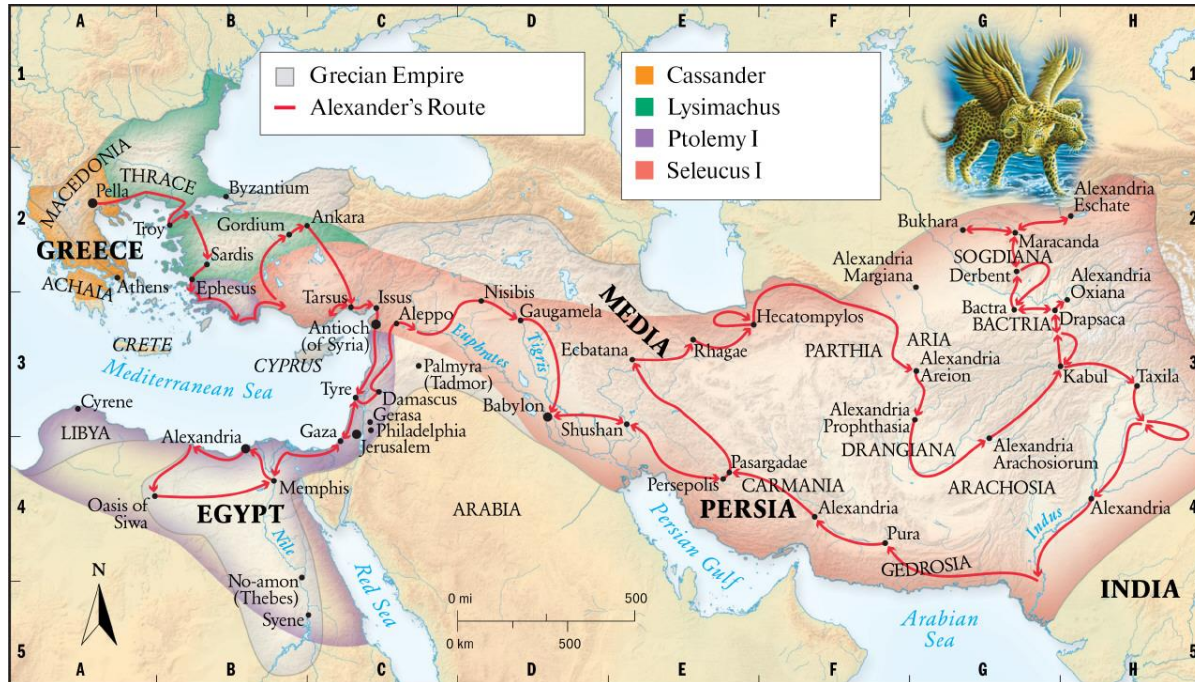 A B C D E F G H
1
2
3
4
5
Grecian Empire
Alexander's Route
Cassander
Lysimachus
Ptolemy I
Seleucus I
MACEDONIA
THRACE
Pella
Byzantium
Troy
Gordium
Ankara
GREECE
Sardis
ACHAIA
Athens
Ephesus
Tarsus
Issus
Aleppo
Antioch
(of Syria)
CRETE
CYPRUS
Mediterranean Sea
Nisibis
Gaugamela
Euphrates
Tigris
Palmyra
(Tadmor)
Tyre
Damascus
Gerasa
Philadelphia
Jerusalem
Gaza
Babylon
Shushan
Cyrene
LIBYA
Alexandria
Memphis
Oasis of
Siwa
EGYPT
Nile
No-amon
(Thebes)
Syene
Red Sea
ARABIA
MEDIA
Ecbatana
Rhagae
Hecatompylos
PARTHIA
Alexandria
Margiana
ARIA
Alexandria
Areion
Alexandria
Prophthasia
DRANGIANA
Bukhara
Alexandria
Eschate
Maracanda
SOGDIANA
Derbent
Alexandria
Oxiana
Bactra
BACTRIA
Drapsaca
Kabul
Taxila
Alexandria
Arachosiorum
ARACHOSIA
Pasargadae
Persepolis
CARMANIA
PERSIA
Alexandria
Pura
GEDROSIA
Indus
Alexandria
INDIA
Persian Gulf
Arabian
Sea
N
0 mi 500
0 km 500
1
2
3
4
5
A B C D E F G H